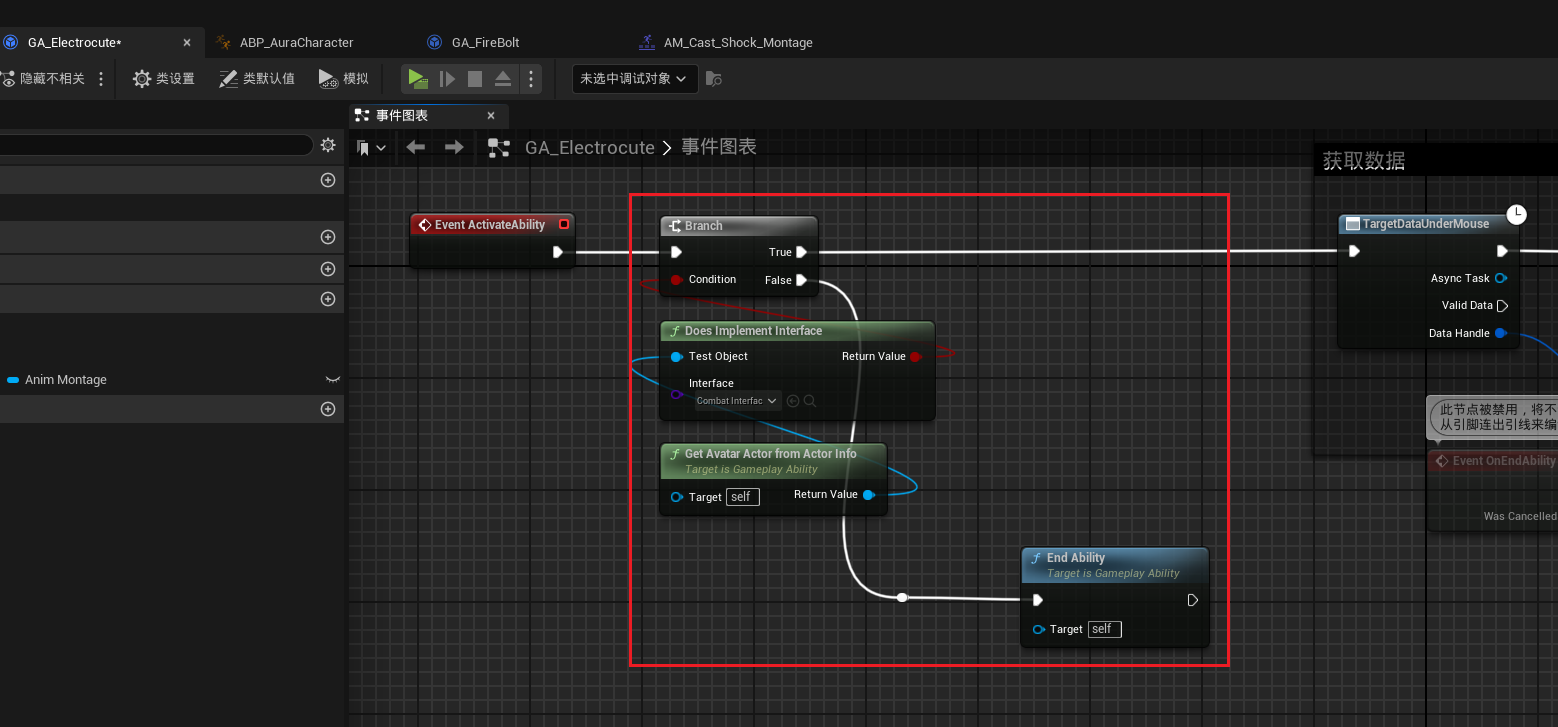 GA_Electrocute*
ABP_AuraCharacter
GA_FireBolt
AM_Cast_Shock_Montage
隐藏不相关
类设置
类默认值
模拟
未选中调试对象
事件图表
GA_Electrocute
事件图表
获取数据
Event ActivateAbility
Branch
True
Condition
False
TargetDataUnderMouse
Async Task
Valid Data
Data Handle
Does Implement Interface
Test Object
Return Value
Interface
Combat Interfac
Anim Montage
Get Avatar Actor from Actor Info
Target is Gameplay Ability
Target
self
Return Value
此节点被禁用，将不
从引脚连出引线来编
Event OnEndAbility
Was Cancelled
End Ability
Target is Gameplay Ability
Target
self